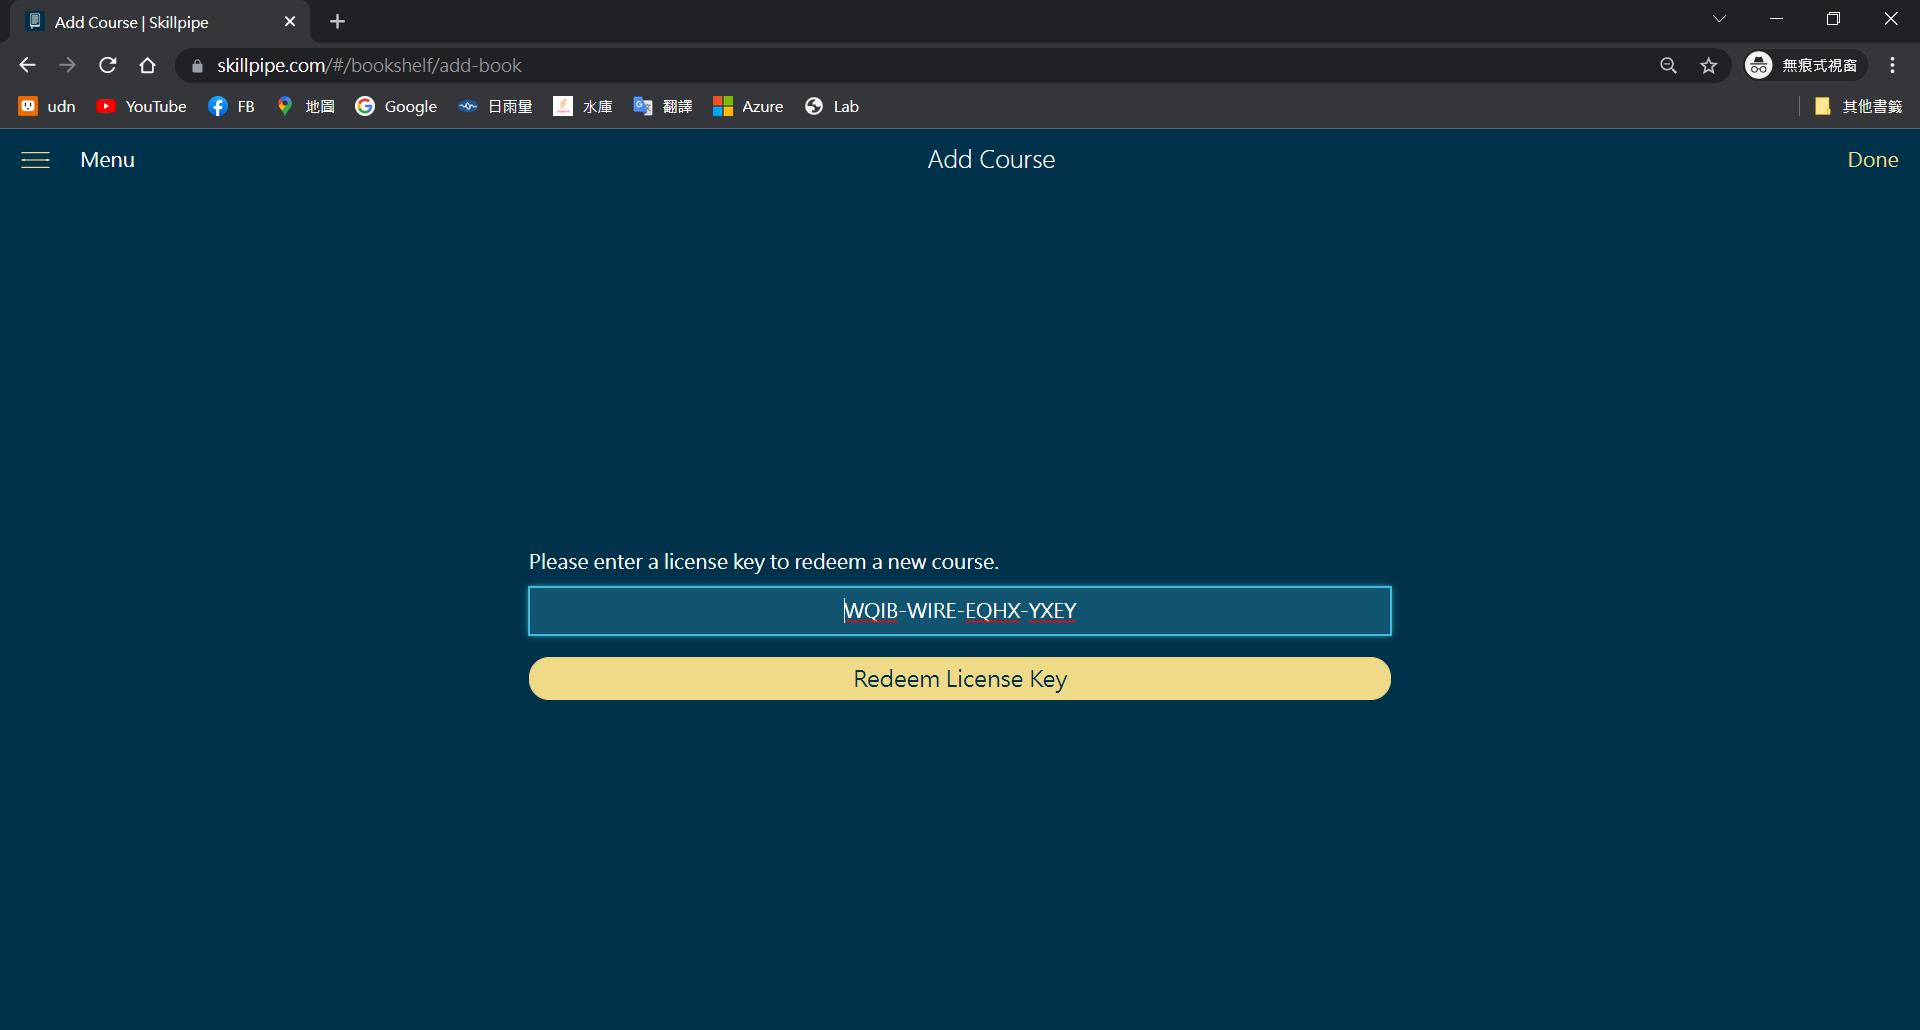 Add Course | Skillpipe
skillpipe.com/#/bookshelf/add-book
無痕式視窗
udn YouTube FB 地圖 Google 日雨量 水庫 翻譯 Azure Lab 其他書籤
Menu Add Course Done
Please enter a license key to redeem a new course.
WQIB-WIRE-EQHX-YXEY
Redeem License Key